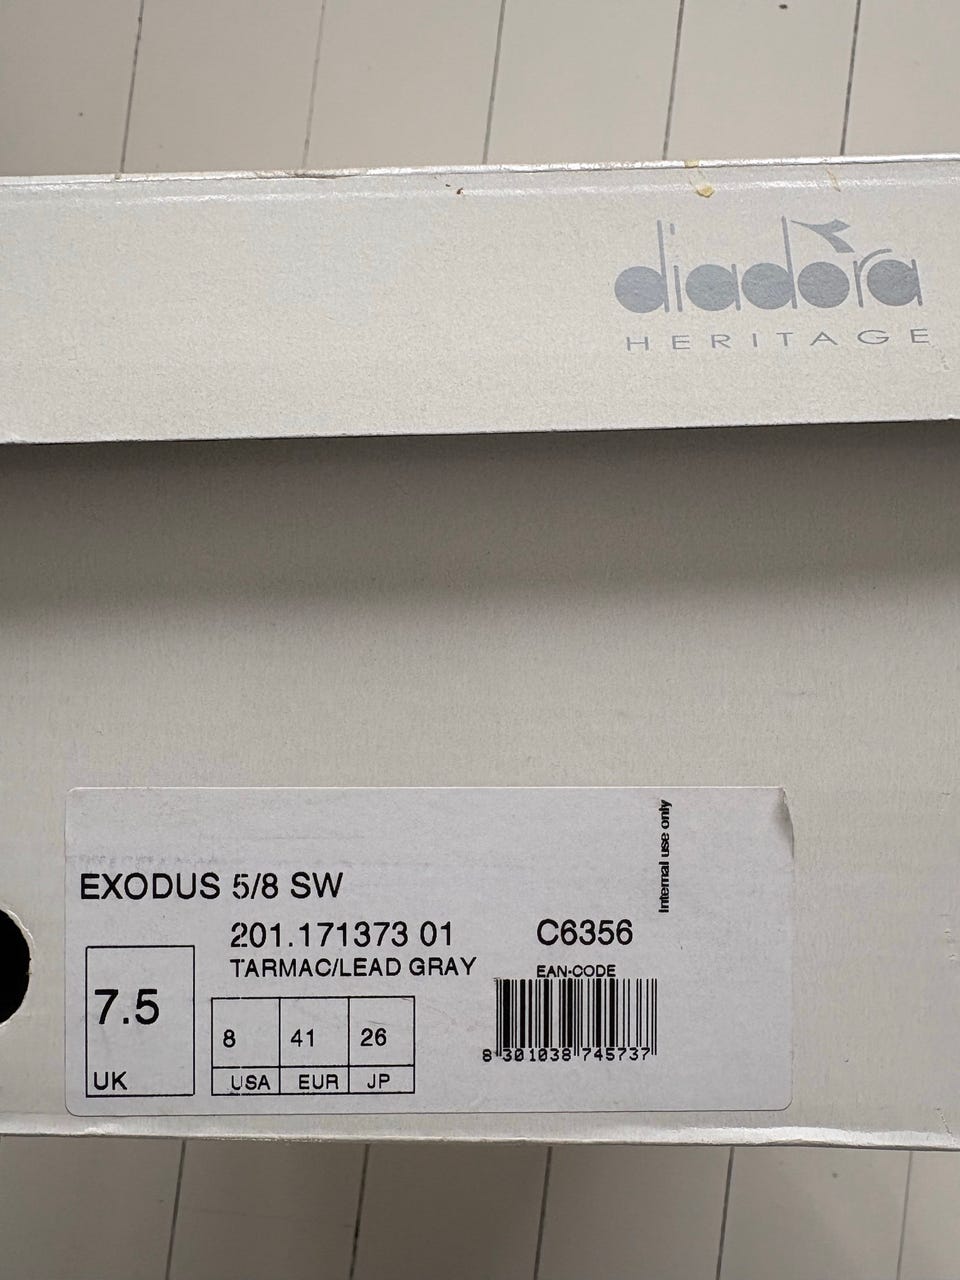 diadora
HERITAGE
Internal use only
EXODUS 5/8 SW
201.171373 01
C6356
TARMAC/LEAD GRAY
EAN-CODE
7.5
UK
8 41 26
USA EUR JP
8 301038 745737